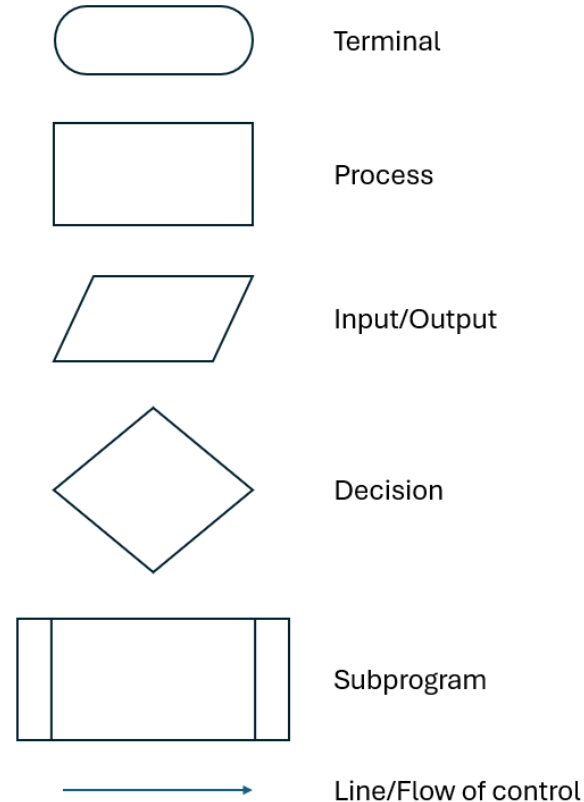 Terminal
Process
Input/Output
Decision
Subprogram
Line/Flow of control